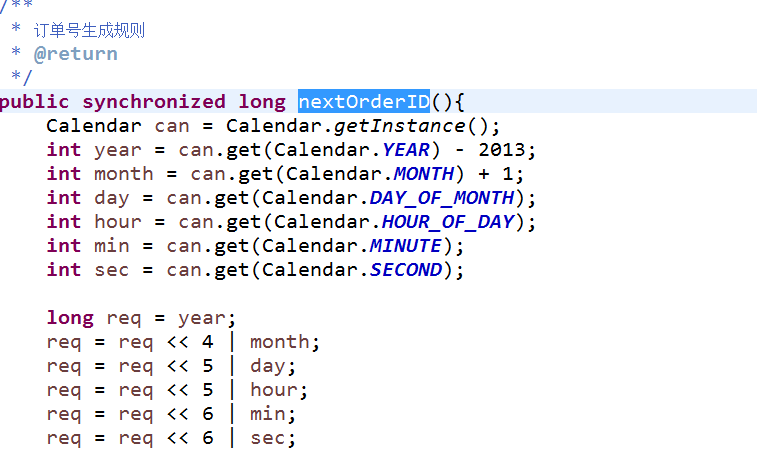 /**
* 订单号生成规则
* @return
*/
public synchronized long nextOrderID(){
Calendar can = Calendar.getInstance();
int year = can.get(Calendar.YEAR) - 2013;
int month = can.get(Calendar.MONTH) + 1;
int day = can.get(Calendar.DAY_OF_MONTH);
int hour = can.get(Calendar.HOUR_OF_DAY);
int min = can.get(Calendar.MINUTE);
int sec = can.get(Calendar.SECOND);
long req = year;
req = req << 4 | month;
req = req << 5 | day;
req = req << 5 | hour;
req = req << 6 | min;
req = req << 6 | sec;